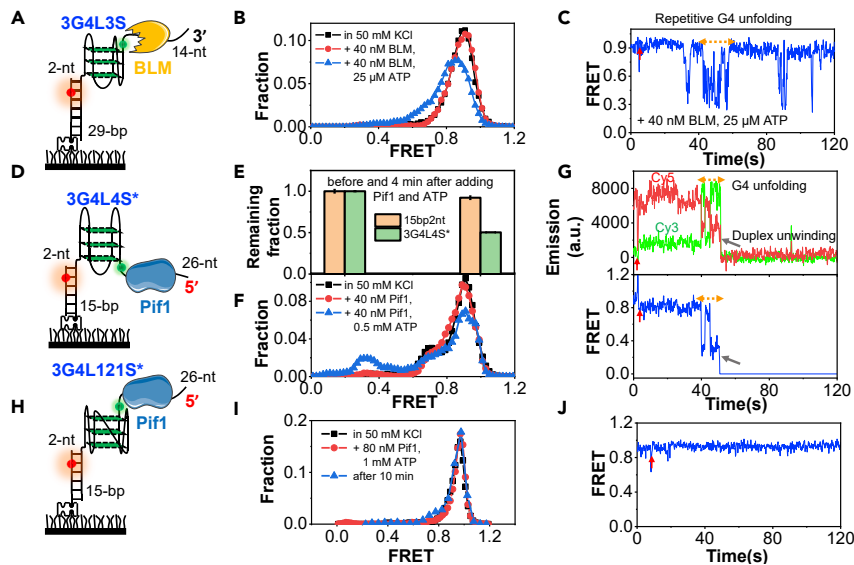 A
3G4L3S
3'
BLM
14-nt
2-nt
29-bp
B
Fraction
0.10
0.05
0.00
in 50 mM KCl
+ 40 nM BLM,
+ 40 nM BLM,
25 µM ATP
0.0 0.4 0.8 1.2
FRET
C
Repetitive G4 unfolding
FRET
0.9
0.6
0.3
0.0
+ 40 nM BLM, 25 µM ATP
0 40 80 120
Time(s)
D
3G4L4S*
2-nt
26-nt
5'
15-bp
Pif1
E
Remaining
fraction
1.0
0.5
0.0
before and 4 min after adding
Pif1 and ATP
15bp2nt
3G4L4S*
F
Fraction
0.08
0.04
0.00
in 50 mM KCl
+ 40 nM Pif1,
+ 40 nM Pif1,
0.5 mM ATP
0.0 0.4 0.8 1.2
FRET
G
Emission
(a.u.)
8000
4000
0
Cy5
G4 unfolding
Cy3
Duplex unwinding
FRET
1.2
0.8
0.4
0.0
0 40 80 120
Time(s)
3G4L121S*
H
26-nt
5'
Pif1
2-nt
15-bp
I
Fraction
0.2
0.1
0.0
in 50 mM KCl
+ 80 nM Pif1,
1 mM ATP
after 10 min
0.0 0.4 0.8 1.2
FRET
J
FRET
1.2
0.9
0.6
0.3
0.0
0 40 80 120
Time(s)